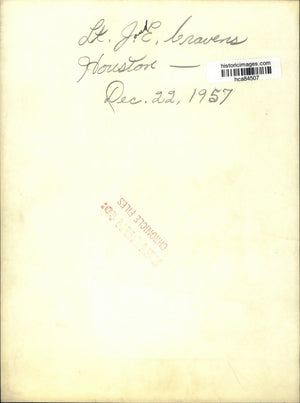 Lt. J. E. Cravens
Houston —
Dec. 22, 1957
historicimages.com
hca84507
CHRONICLE FILES